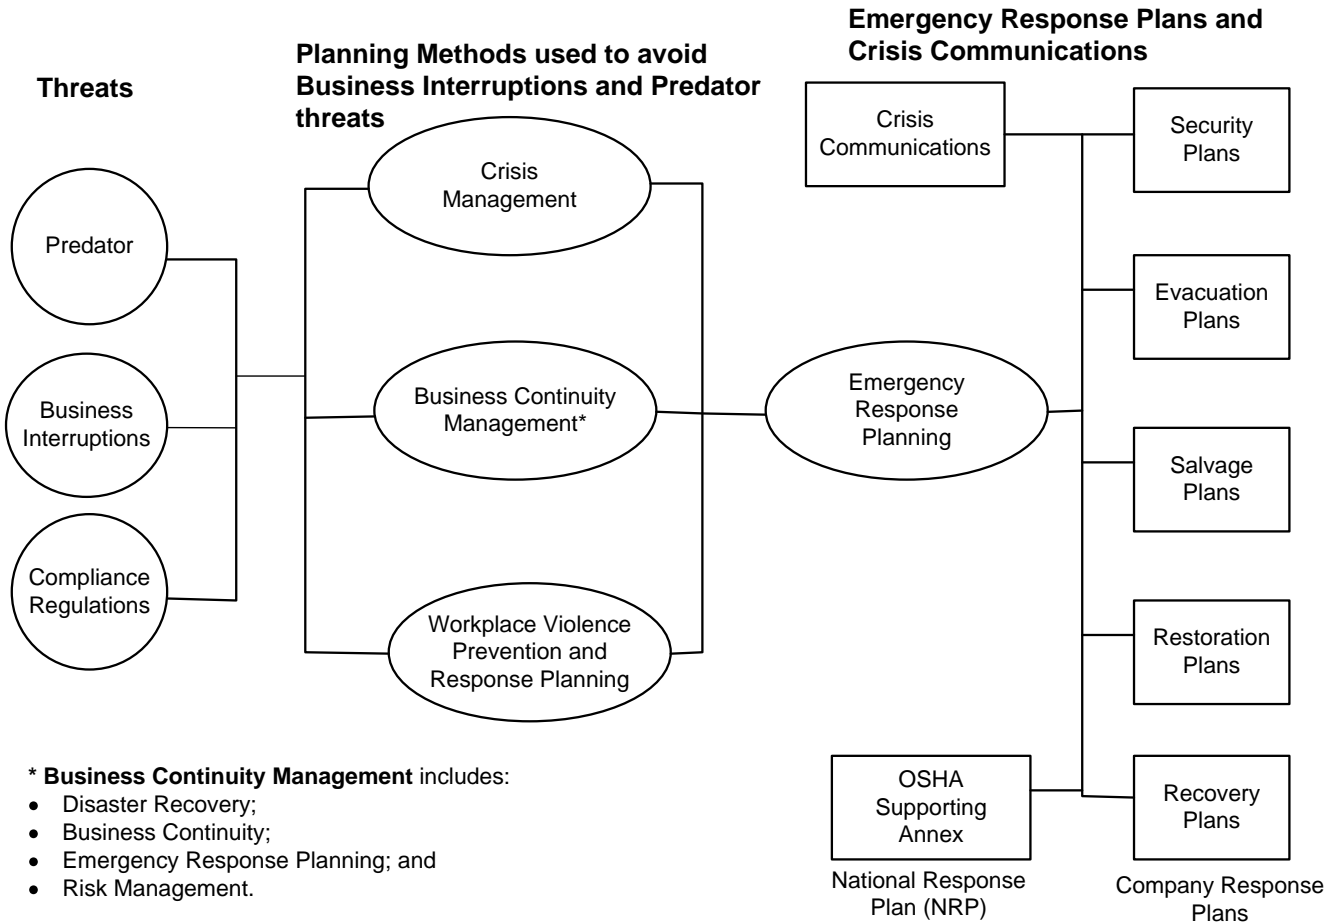 Emergency Response Plans and
Crisis Communications
Planning Methods used to avoid
Business Interruptions and Predator
threats
Threats
Crisis
Communications
Security
Plans
Crisis
Management
Predator
Evacuation
Plans
Business
Interruptions
Business Continuity
Management*
Emergency
Response
Planning
Salvage
Plans
Compliance
Regulations
Workplace Violence
Prevention and
Response Planning
Restoration
Plans
OSHA
Supporting
Annex
Recovery
Plans
National Response
Plan (NRP)
Company Response
Plans
* Business Continuity Management includes:
• Disaster Recovery;
• Business Continuity;
• Emergency Response Planning; and
• Risk Management.